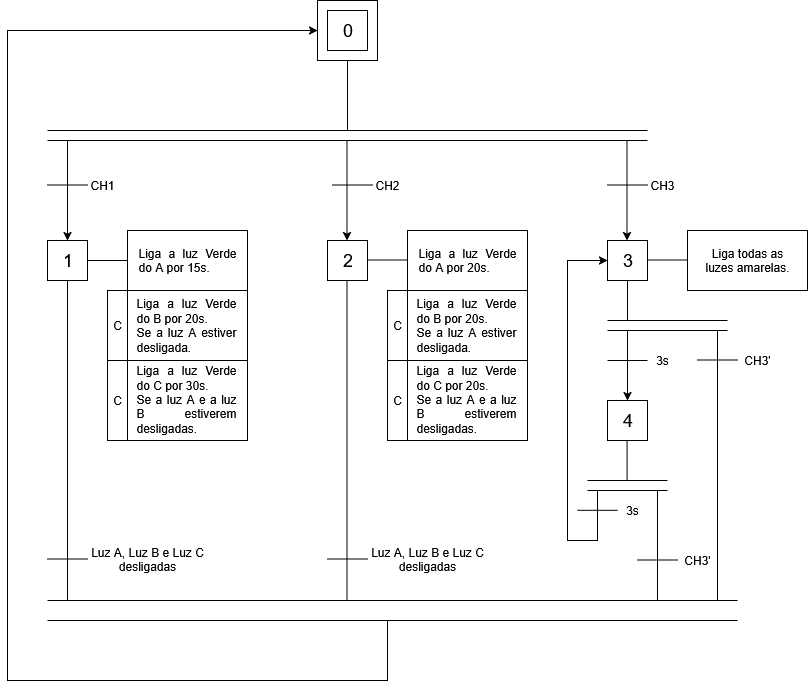 0
CH1
CH2
CH3
1
Liga a luz Verde
do A por 15s.
C
Liga a luz Verde
do B por 20s.
Se a luz A estiver
desligada.
C
Liga a luz Verde
do C por 30s.
Se a luz A e a luz
B estiverem
desligadas.
2
Liga a luz Verde
do A por 20s.
C
Liga a luz Verde
do B por 20s.
Se a luz A estiver
desligada.
C
Liga a luz Verde
do C por 20s.
Se a luz A e a luz
B estiverem
desligadas.
3
Liga todas as
luzes amarelas.
3s
CH3'
4
3s
Luz A, Luz B e Luz C
desligadas
Luz A, Luz B e Luz C
desligadas
CH3'